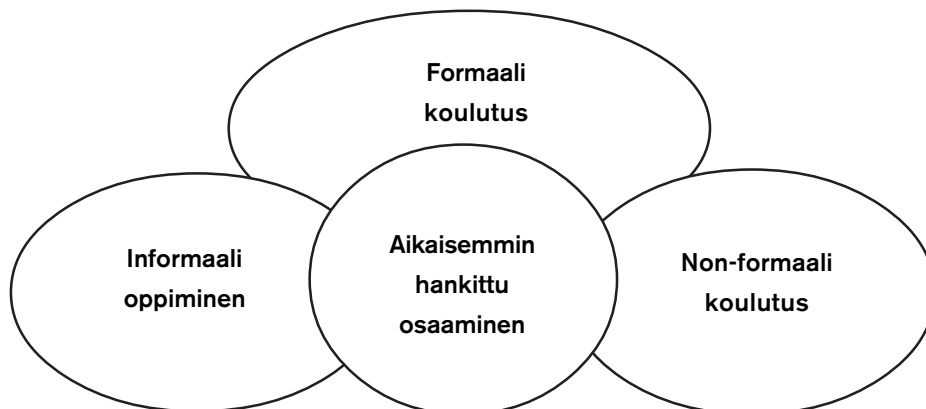 Formaali
koulutus
Informaali
oppiminen
Aikaisemmin
hankittu
osaaminen
Non-formaali
koulutus